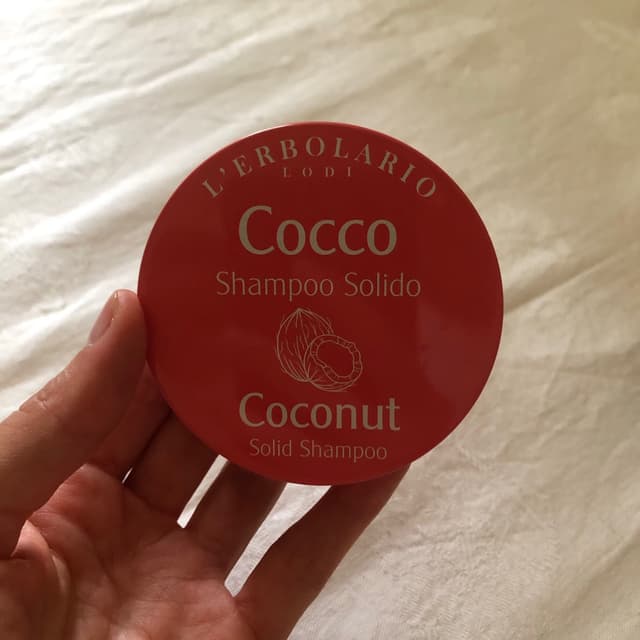 L'ERBOLARIO
LODI
Cocco
Shampoo Solido
Coconut
Solid Shampoo